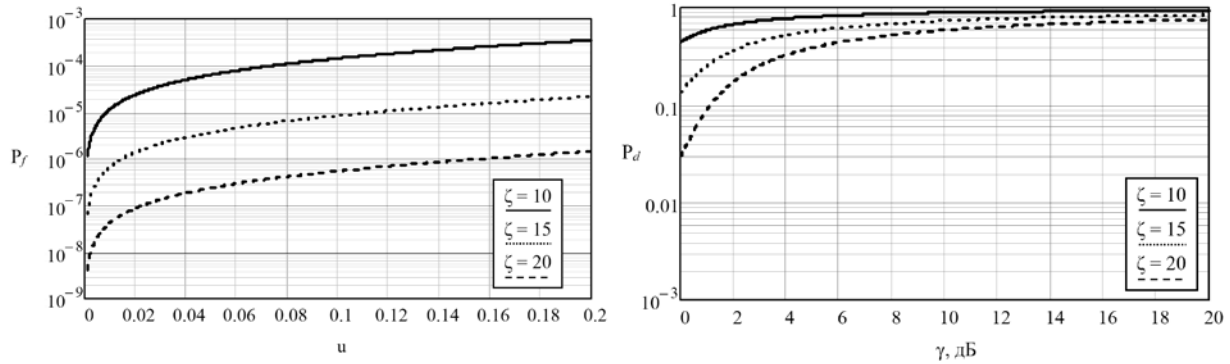 10⁻³
10⁻⁴
10⁻⁵
10⁻⁶
10⁻⁷
10⁻⁸
10⁻⁹
P_f
0 0.02 0.04 0.06 0.08 0.1 0.12 0.14 0.16 0.18 0.2
u
ζ = 10
ζ = 15
ζ = 20
1
0.1
0.01
10⁻³
P_d
0 2 4 6 8 10 12 14 16 18 20
γ, дБ
ζ = 10
ζ = 15
ζ = 20